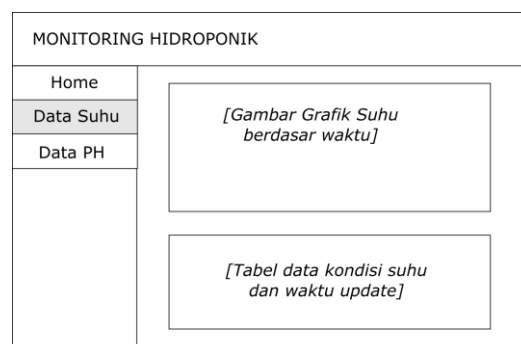 MONITORING HIDROPONIK
Home
Data Suhu
Data PH
[Gambar Grafik Suhu
berdasar waktu]
[Tabel data kondisi suhu
dan waktu update]